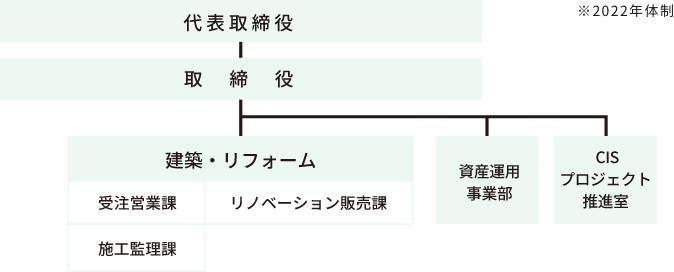 ※2022年体制
代表取締役
取締役
建築・リフォーム
受注営業課
リノベーション販売課
施工監理課
資産運用
事業部
CIS
プロジェクト
推進室